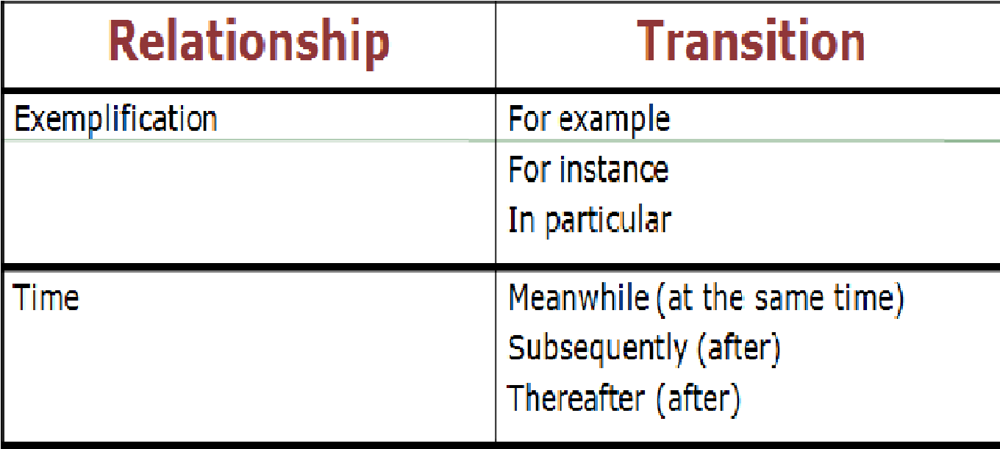 Relationship Transition
Exemplification For example
For instance
In particular
Time Meanwhile (at the same time)
Subsequently (after)
Thereafter (after)